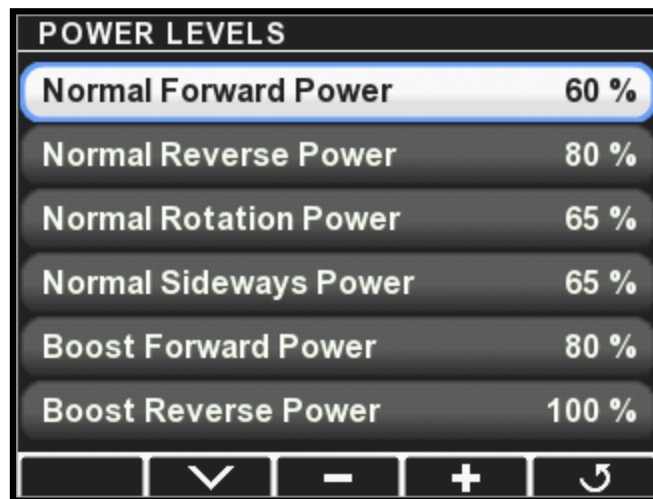 POWER LEVELS
Normal Forward Power 60 %
Normal Reverse Power 80 %
Normal Rotation Power 65 %
Normal Sideways Power 65 %
Boost Forward Power 80 %
Boost Reverse Power 100 %